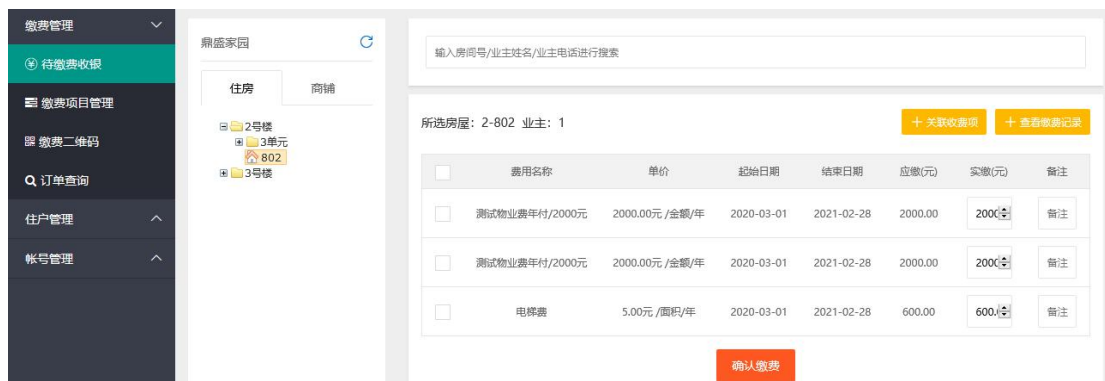 缴费管理
待缴费收银
缴费项目管理
缴费二维码
订单查询
住户管理
帐号管理
鼎盛家园
住房 商铺
2号楼
3单元
802
3号楼
输入房间号/业主姓名/业主电话进行搜索
所选房屋: 2-802 业主: 1
+ 关联收费项 + 查看缴费记录
费用名称 单价 起始日期 结束日期 应缴(元) 实缴(元) 备注
测试物业费年付/2000元 2000.00元 /金额/年 2020-03-01 2021-02-28 2000.00 2000 备注
测试物业费年付/2000元 2000.00元 /金额/年 2020-03-01 2021-02-28 2000.00 2000 备注
电梯费 5.00元 /面积/年 2020-03-01 2021-02-28 600.00 600. 备注
确认缴费